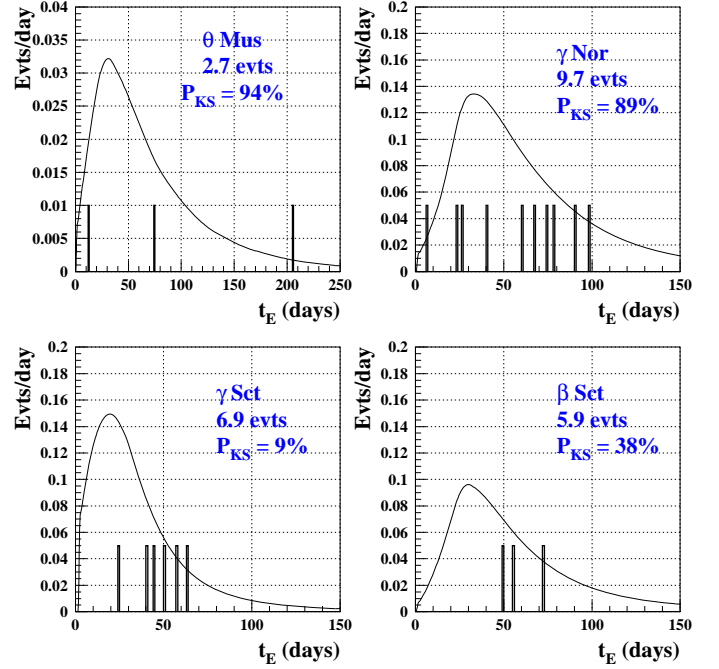 Evts/day
0.04
0.035
0.03
0.025
0.02
0.015
0.01
0.005
0
0 50 100 150 200 250
t_E (days)
θ Mus
2.7 evts
P_KS = 94%
Evts/day
0.2
0.18
0.16
0.14
0.12
0.1
0.08
0.06
0.04
0.02
0
0 50 100 150
t_E (days)
γ Nor
9.7 evts
P_KS = 89%
Evts/day
0.2
0.18
0.16
0.14
0.12
0.1
0.08
0.06
0.04
0.02
0
0 50 100 150
t_E (days)
γ Sct
6.9 evts
P_KS = 9%
Evts/day
0.2
0.18
0.16
0.14
0.12
0.1
0.08
0.06
0.04
0.02
0
0 50 100 150
t_E (days)
β Sct
5.9 evts
P_KS = 38%